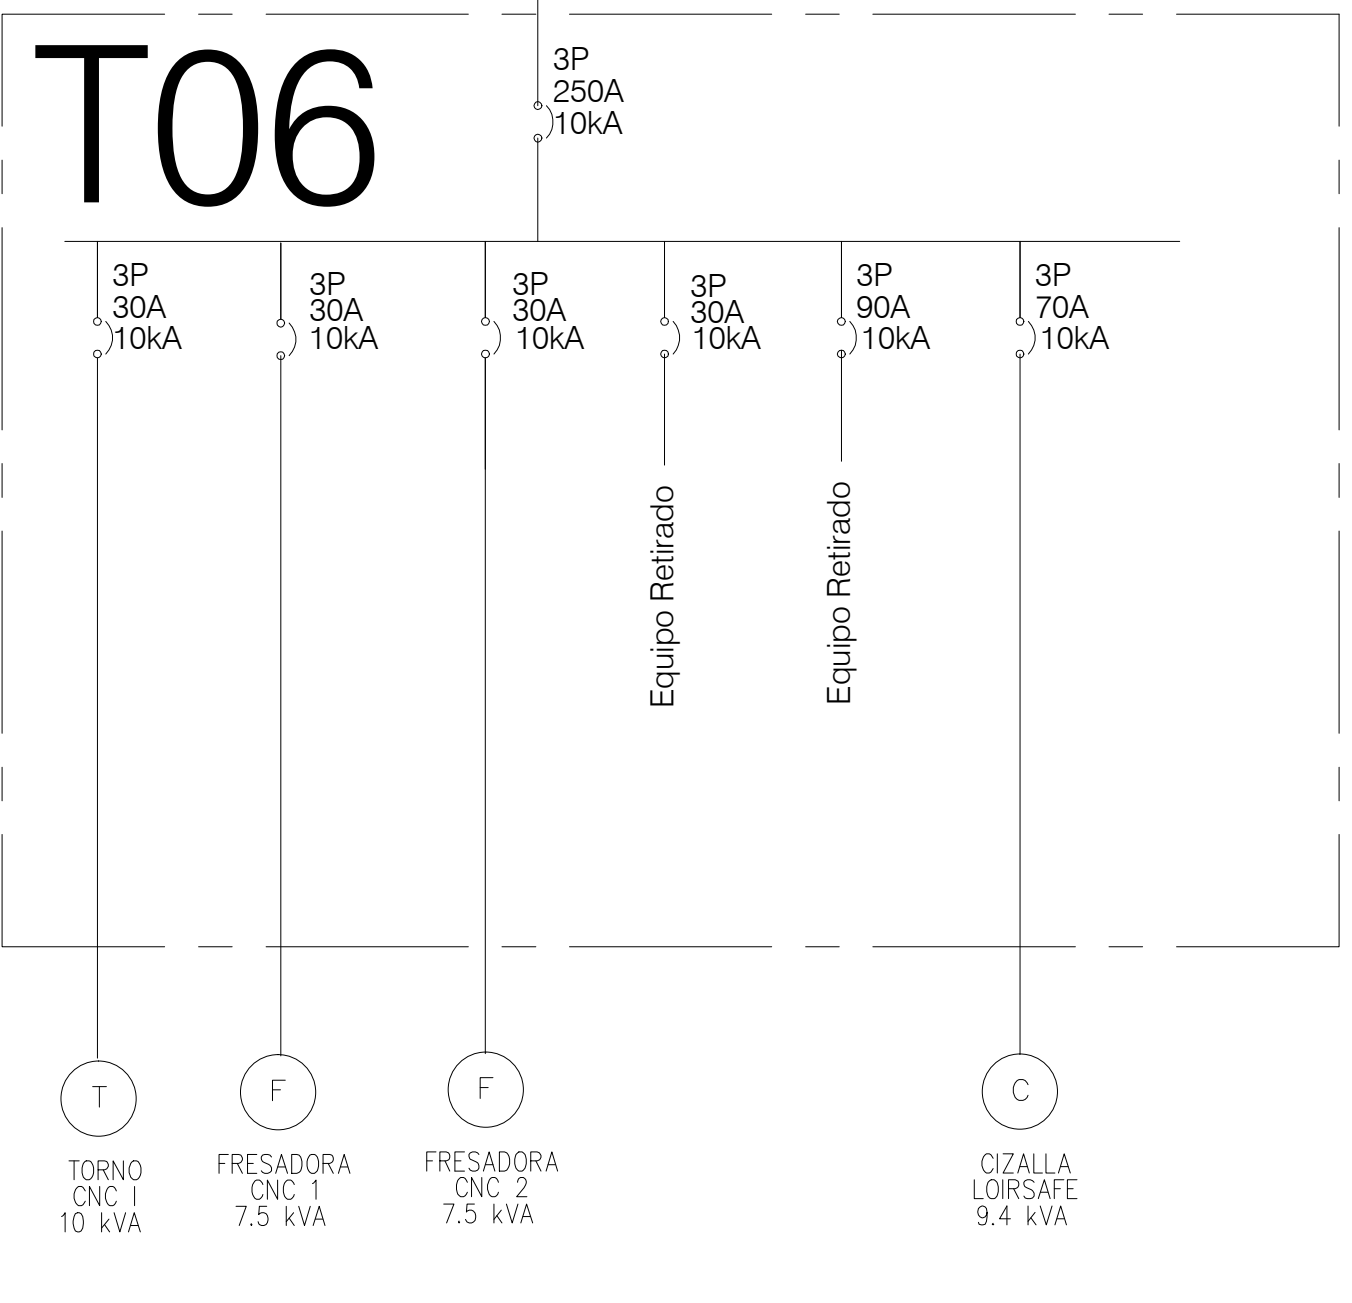 T06
3P
250A
10kA
3P
30A
10kA
3P
30A
10kA
3P
30A
10kA
3P
30A
10kA
3P
90A
10kA
3P
70A
10kA
Equipo Retirado
Equipo Retirado
T
TORNO
CNC I
10 kVA
F
FRESADORA
CNC 1
7.5 kVA
F
FRESADORA
CNC 2
7.5 kVA
C
CIZALLA
LOIRSAFE
9.4 kVA